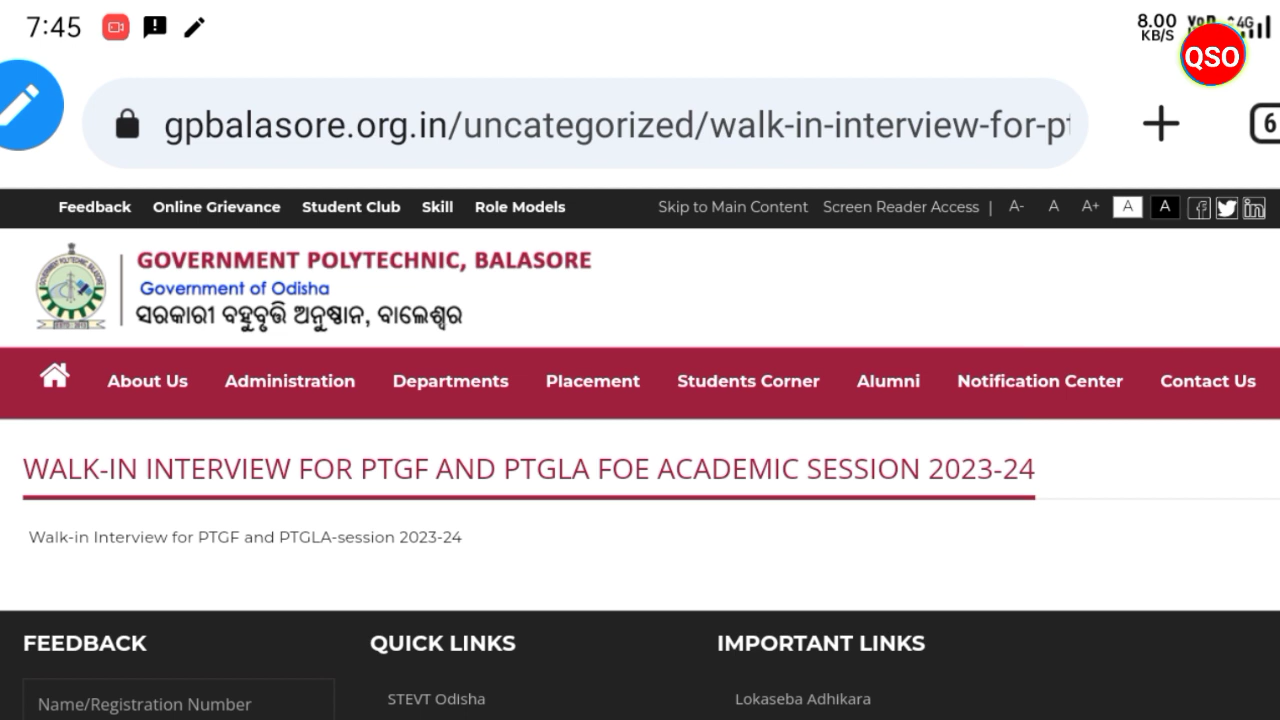 7:45
8.00
KB/S
4G
QSO
gpbalasore.org.in/uncategorized/walk-in-interview-for-pt
6
Feedback Online Grievance Student Club Skill Role Models Skip to Main Content Screen Reader Access | A- A A+ A A
GOVERNMENT POLYTECHNIC, BALASORE
Government of Odisha
ସରକାରୀ ବହୁବୃତ୍ତି ଅନୁଷ୍ଠାନ, ବାଲେଶ୍ୱର
About Us Administration Departments Placement Students Corner Alumni Notification Center Contact Us
WALK-IN INTERVIEW FOR PTGF AND PTGLA FOE ACADEMIC SESSION 2023-24
Walk-in Interview for PTGF and PTGLA-session 2023-24
FEEDBACK QUICK LINKS IMPORTANT LINKS
Name/Registration Number STEVT Odisha Lokaseba Adhikara